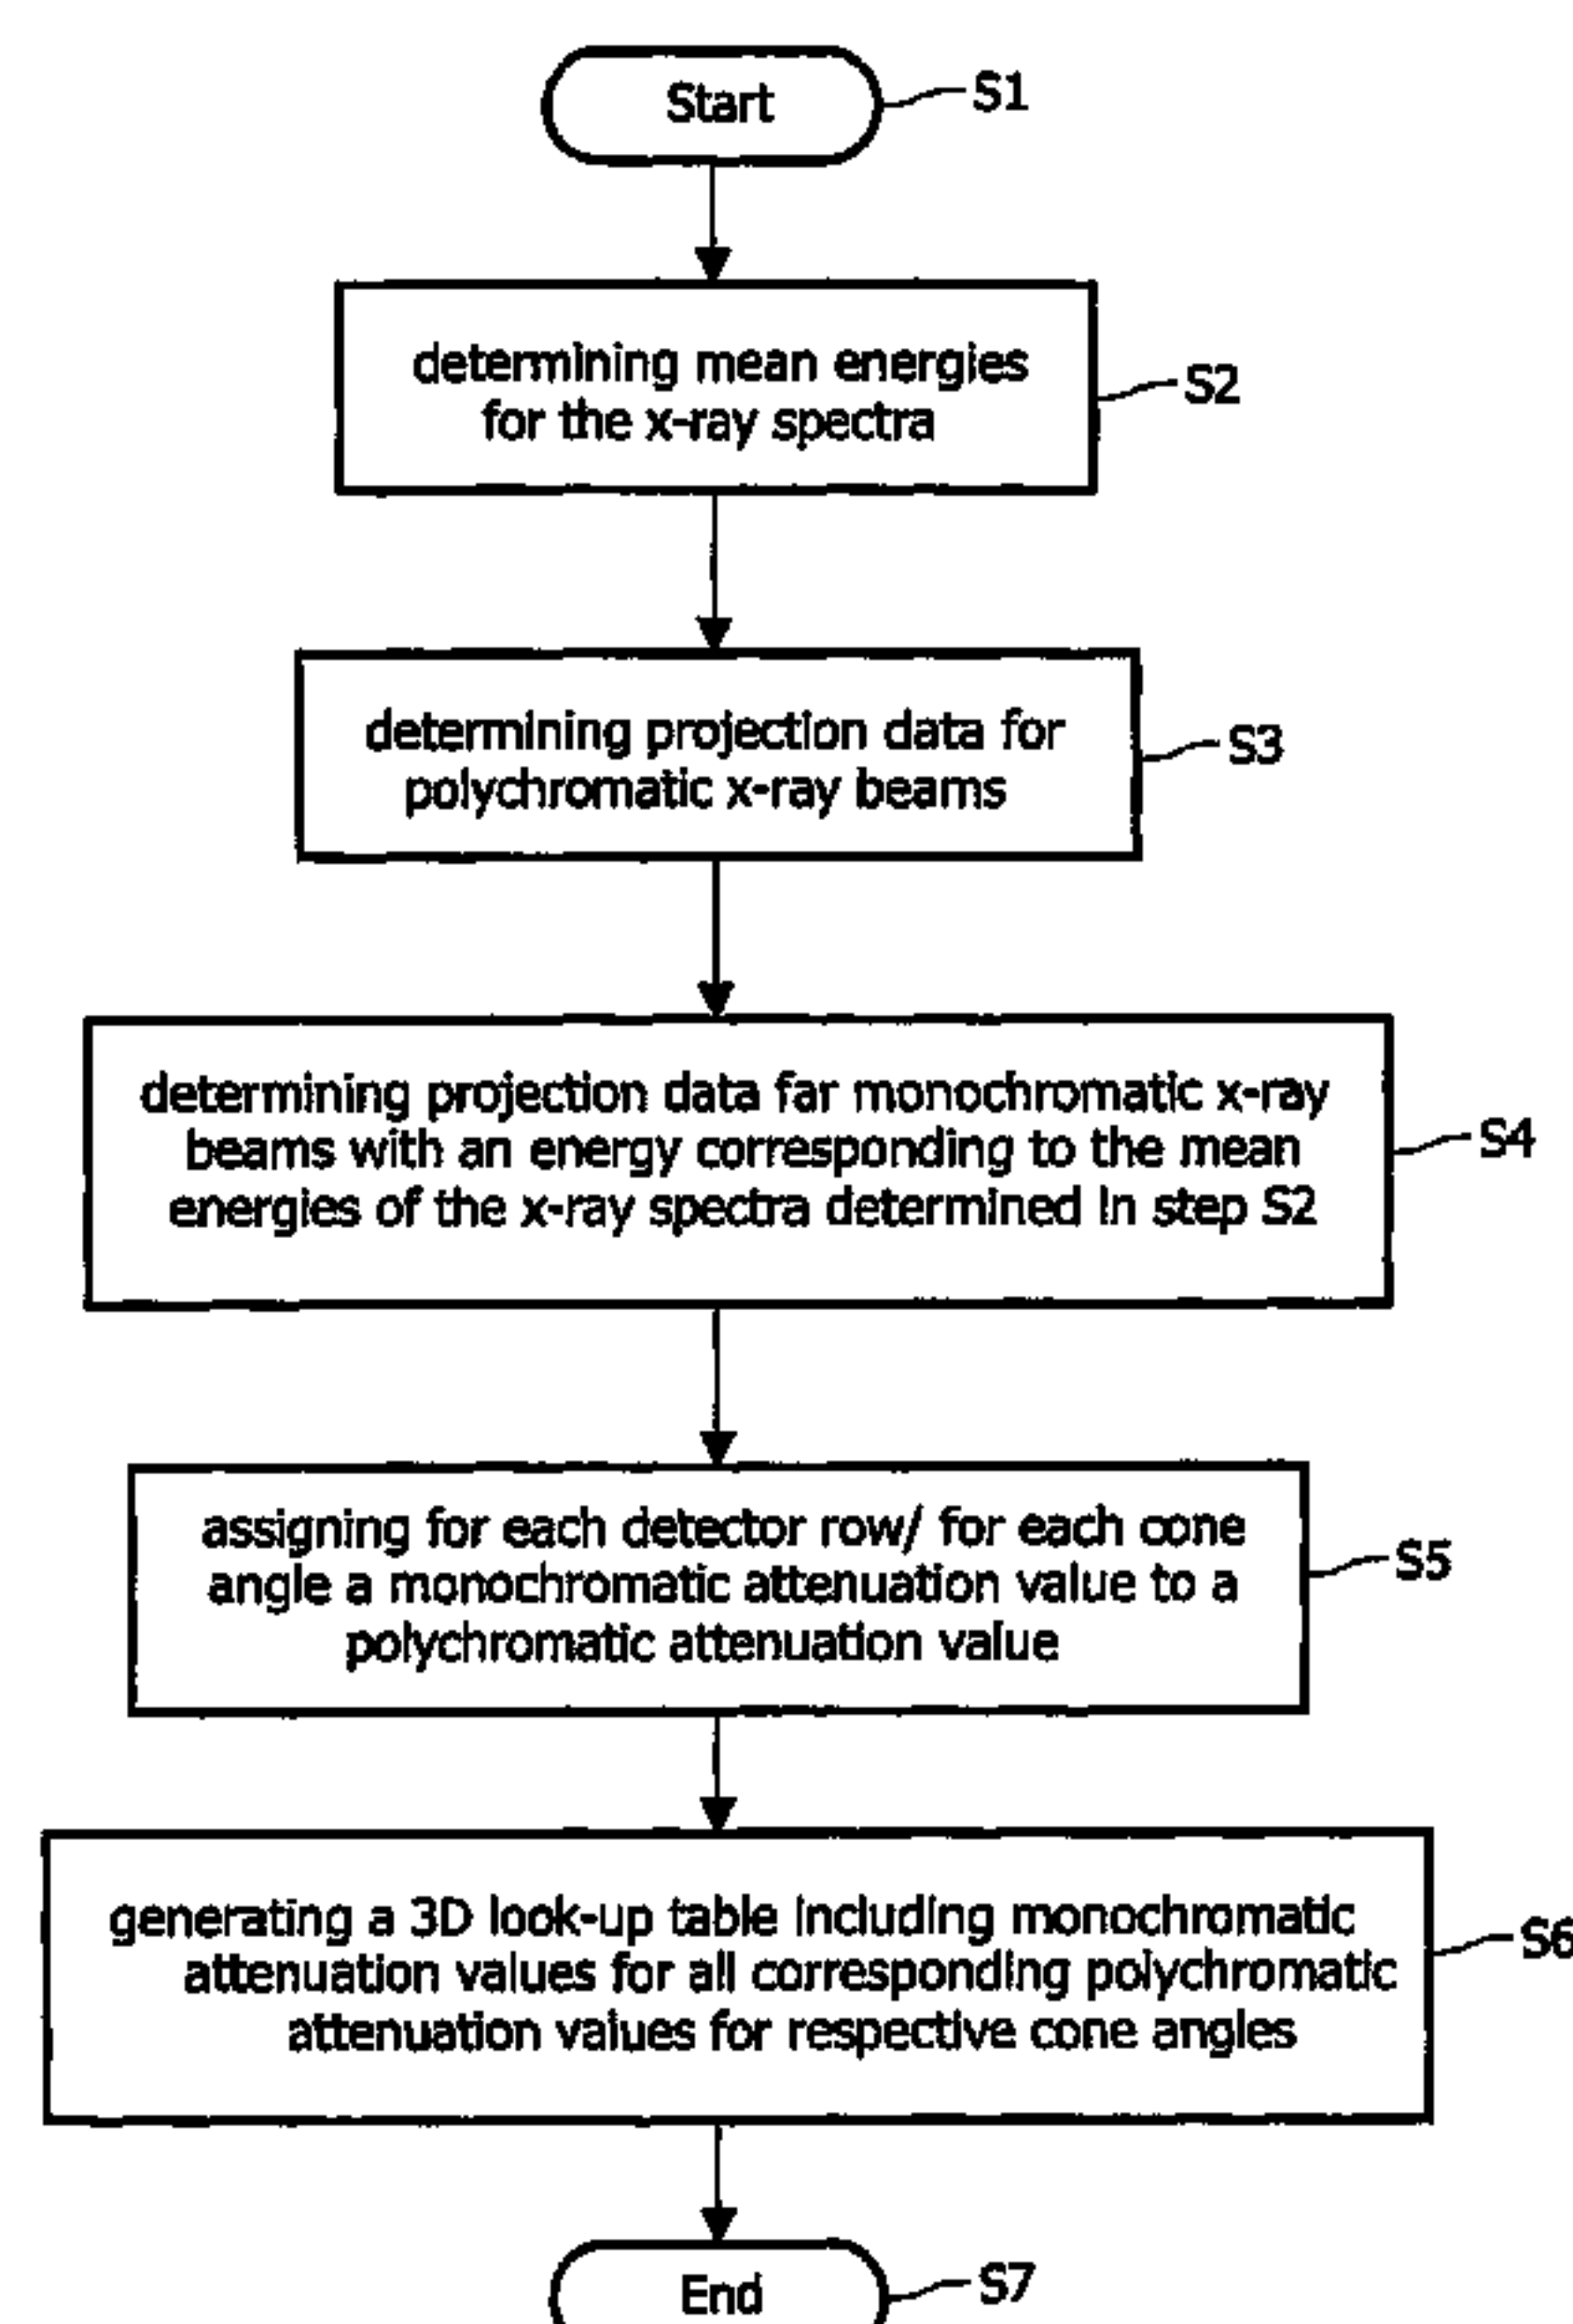 Start
S1
determining mean energies
for the x-ray spectra
S2
determining projection data for
polychromatic x-ray beams
S3
determining projection data far monochromatic x-ray
beams with an energy corresponding to the mean
energies of the x-ray spectra determined in step S2
S4
assigning for each detector row/ for each cone
angle a monochromatic attenuation value to a
polychromatic attenuation value
S5
generating a 3D look-up table including monochromatic
attenuation values for all corresponding polychromatic
attenuation values for respective cone angles
S6
End
S7